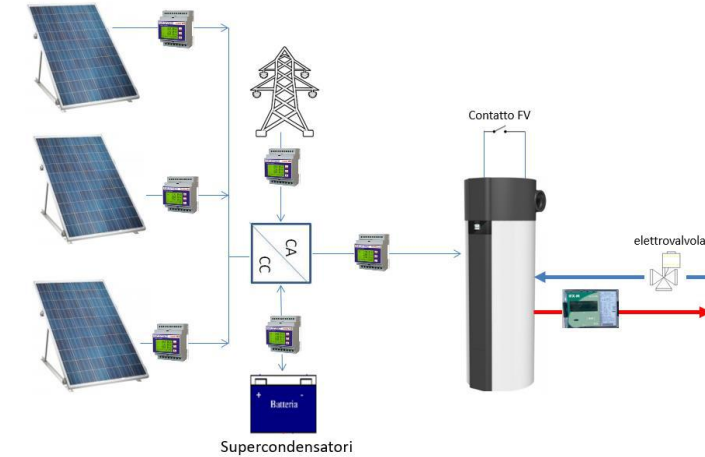 Contatto FV
elettrovalvola
CA
CC
+ -
Batteria
Supercondensatori